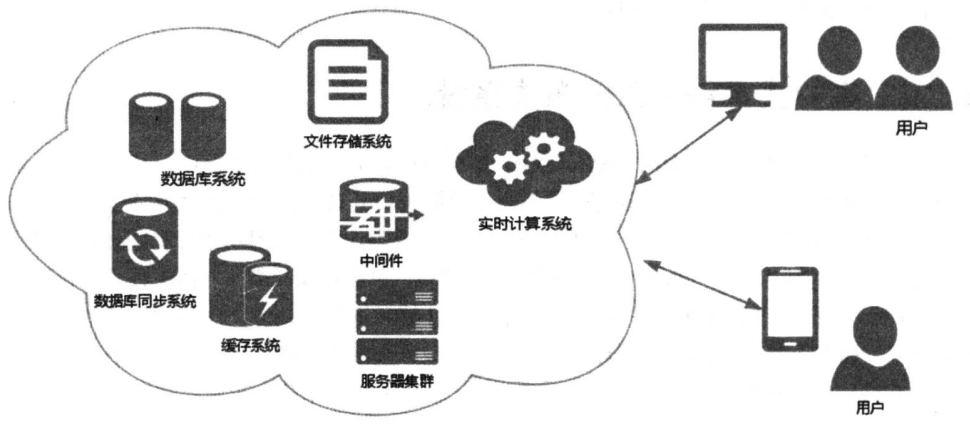 文件存储系统
用户
数据库系统
实时计算系统
中间件
数据库同步系统
缓存系统
服务器集群
用户